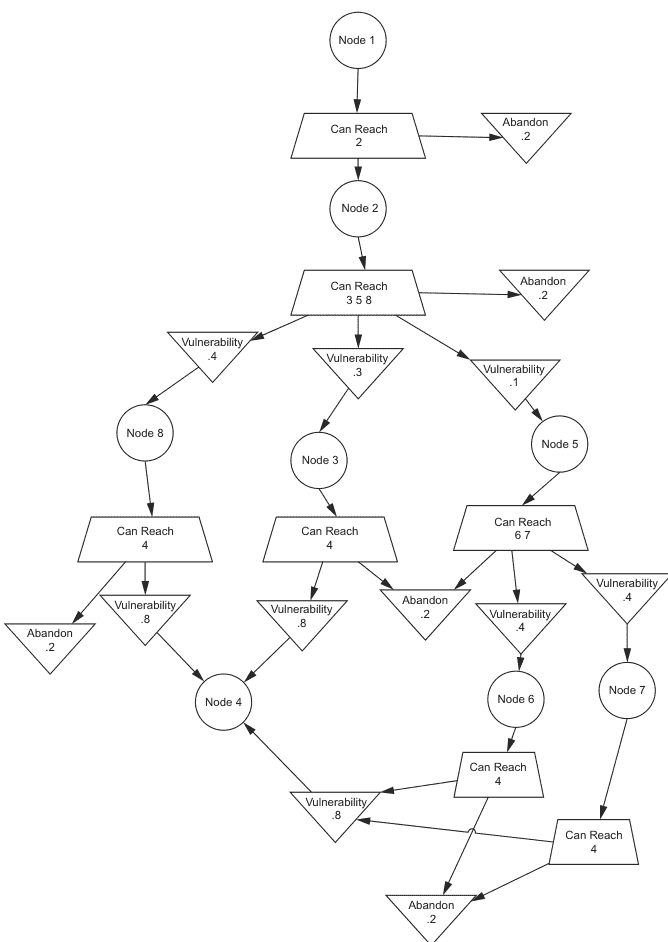 Node 1
Can Reach
2
Abandon
.2
Node 2
Can Reach
3 5 8
Abandon
.2
Vulnerability
.4
Vulnerability
.3
Vulnerability
.1
Node 8
Node 3
Node 5
Can Reach
4
Can Reach
4
Can Reach
6 7
Abandon
.2
Vulnerability
.8
Vulnerability
.8
Abandon
.2
Vulnerability
.4
Vulnerability
.4
Node 4
Node 6
Node 7
Can Reach
4
Vulnerability
.8
Can Reach
4
Abandon
.2